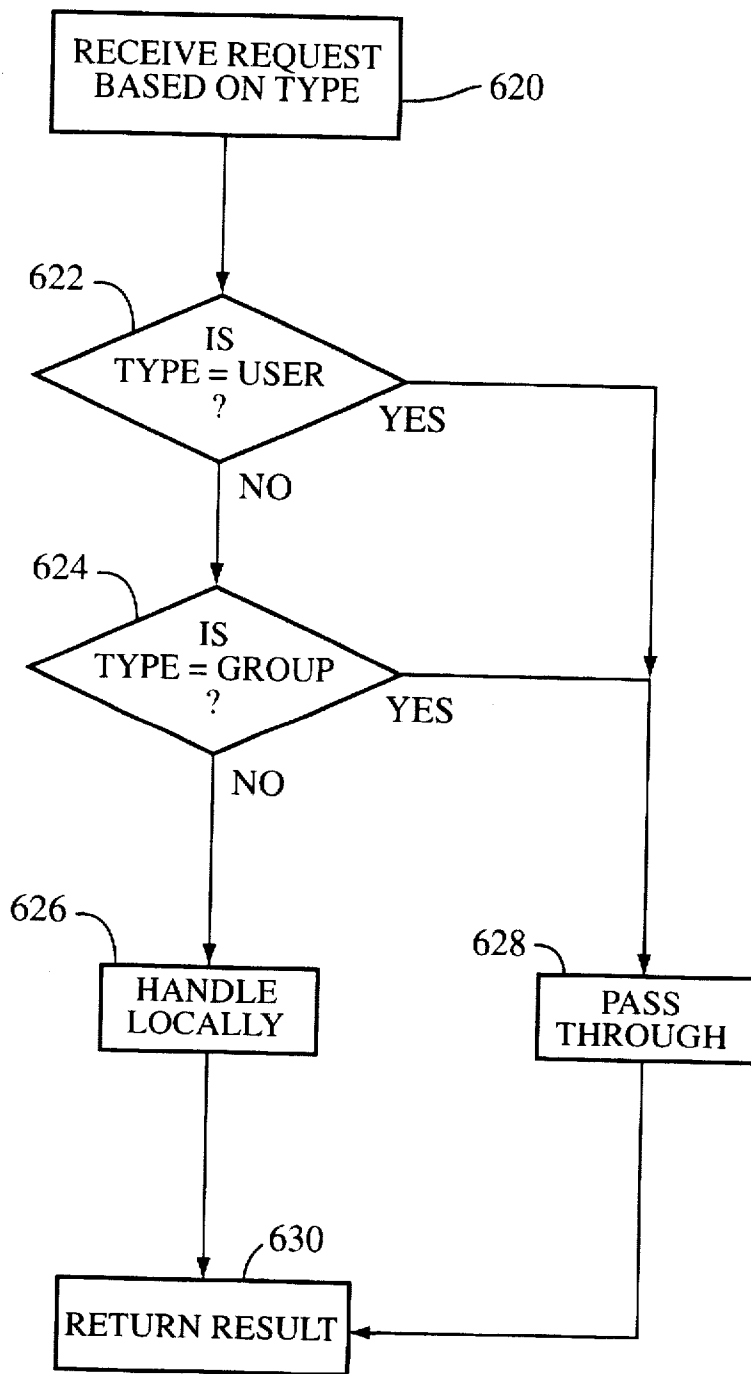 RECEIVE REQUEST
BASED ON TYPE
620
622
IS
TYPE = USER
?
YES
NO
624
IS
TYPE = GROUP
?
YES
NO
626
HANDLE
LOCALLY
628
PASS
THROUGH
630
RETURN RESULT